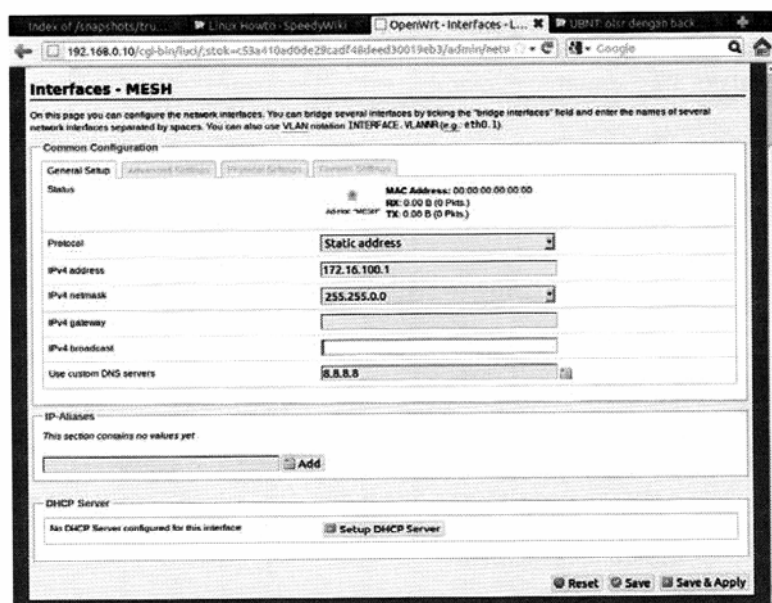 Index of /snapshots/tru...
Linux Howto - SpeedyWiki
OpenWrt - Interfaces - L...
UBNT: olsr dengan back...
192.168.0.10/cgi-bin/luci/;stok=c53a410ad0de29cadf48deed30019eb3/admin/netw
Google
Interfaces - MESH
On this page you can configure the network interfaces. You can bridge several interfaces by ticking the "bridge interfaces" field and enter the names of several
network interfaces separated by spaces. You can also use VLAN notation INTERFACE.VLANNR (e.g.: eth0.1).
Common Configuration
General Setup
Advanced Settings
Physical Settings
Firewall Settings
Status
MAC Address: 00:00:00:00:00:00
RX: 0.00 B (0 Pkts.)
Ad-Hoc "MESH"
TX: 0.00 B (0 Pkts.)
Protocol
Static address
IPv4 address
172.16.100.1
IPv4 netmask
255.255.0.0
IPv4 gateway
IPv4 broadcast
Use custom DNS servers
8.8.8.8
IP-Aliases
This section contains no values yet
Add
DHCP Server
No DHCP Server configured for this interface
Setup DHCP Server
Reset
Save
Save & Apply